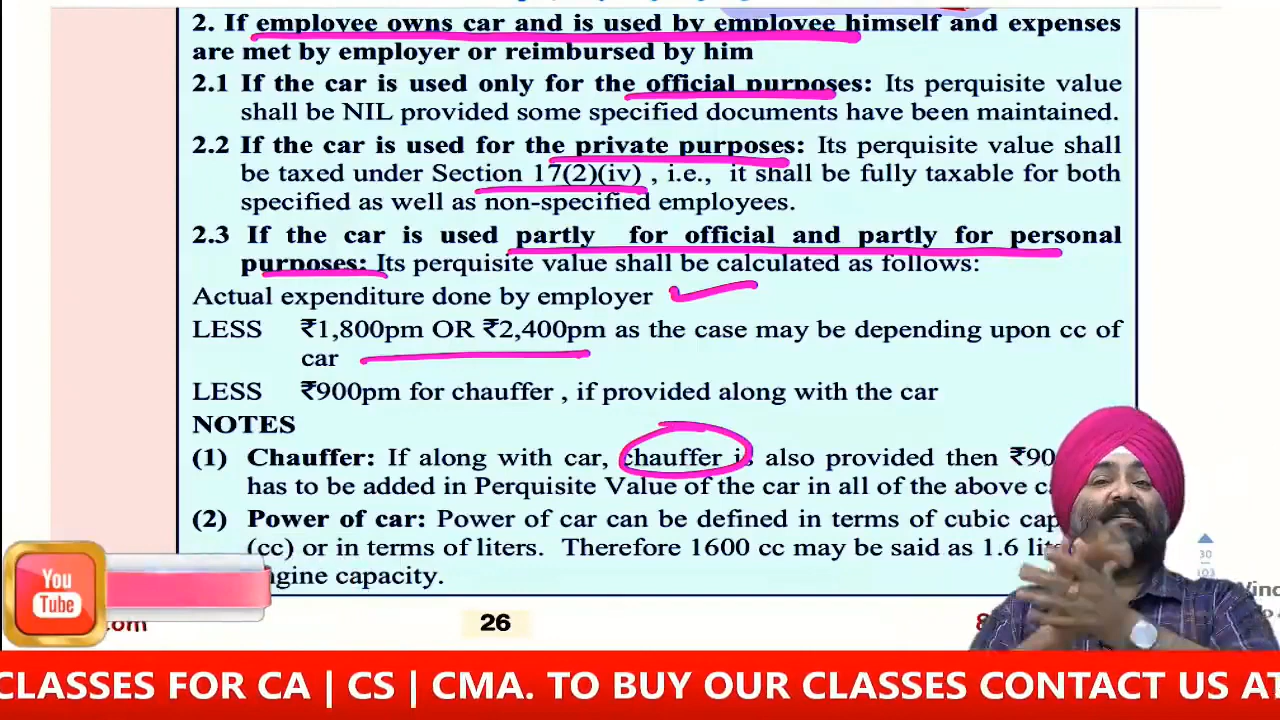 2. If employee owns car and is used by employee himself and expenses
are met by employer or reimbursed by him
2.1 If the car is used only for the official purposes: Its perquisite value
shall be NIL provided some specified documents have been maintained.
2.2 If the car is used for the private purposes: Its perquisite value shall
be taxed under Section 17(2)(iv) , i.e., it shall be fully taxable for both
specified as well as non-specified employees.
2.3 If the car is used partly for official and partly for personal
purposes: Its perquisite value shall be calculated as follows:
Actual expenditure done by employer
LESS ₹1,800pm OR ₹2,400pm as the case may be depending upon cc of
car
LESS ₹900pm for chauffer , if provided along with the car
NOTES
(1) Chauffer: If along with car, chauffer is also provided then
has to be added in Perquisite Value of the car in all of the above
(2) Power of car: Power of car can be defined in terms of cubic
(cc) or in terms of liters. Therefore 1600 cc may be said as 1.6
capacity.
You
Tube
26
30
103
CLASSES FOR CA | CS | CMA. TO BUY OUR CLASSES CONTACT US AT